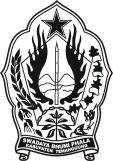 SWADAYA BHUMI PHALA
KABUPATEN TEMANGGUNG